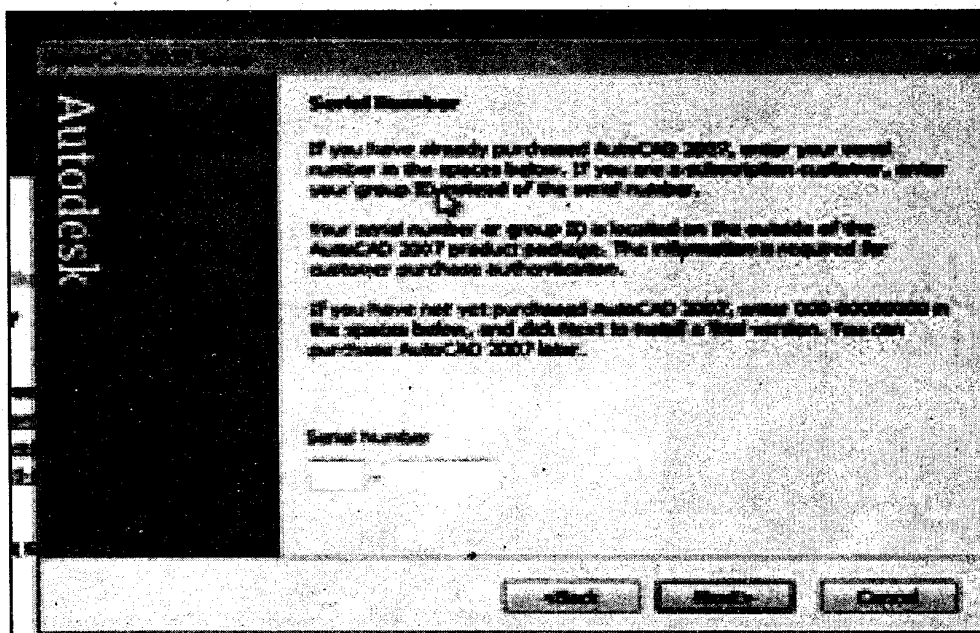 Autodesk
Serial Number
If you have already purchased AutoCAD 2007, enter your serial
number in the spaces below. If you are a subscription customer, enter
your group ID instead of the serial number.
Your serial number or group ID is located on the outside of the
AutoCAD 2007 product package. The information is required for
customer purchase authentication.
If you have not yet purchased AutoCAD 2007, enter 000-00000000 in
the spaces below, and click Next to install a trial version. You can
purchase AutoCAD 2007 later.
Serial Number
-
<Back Next> Cancel